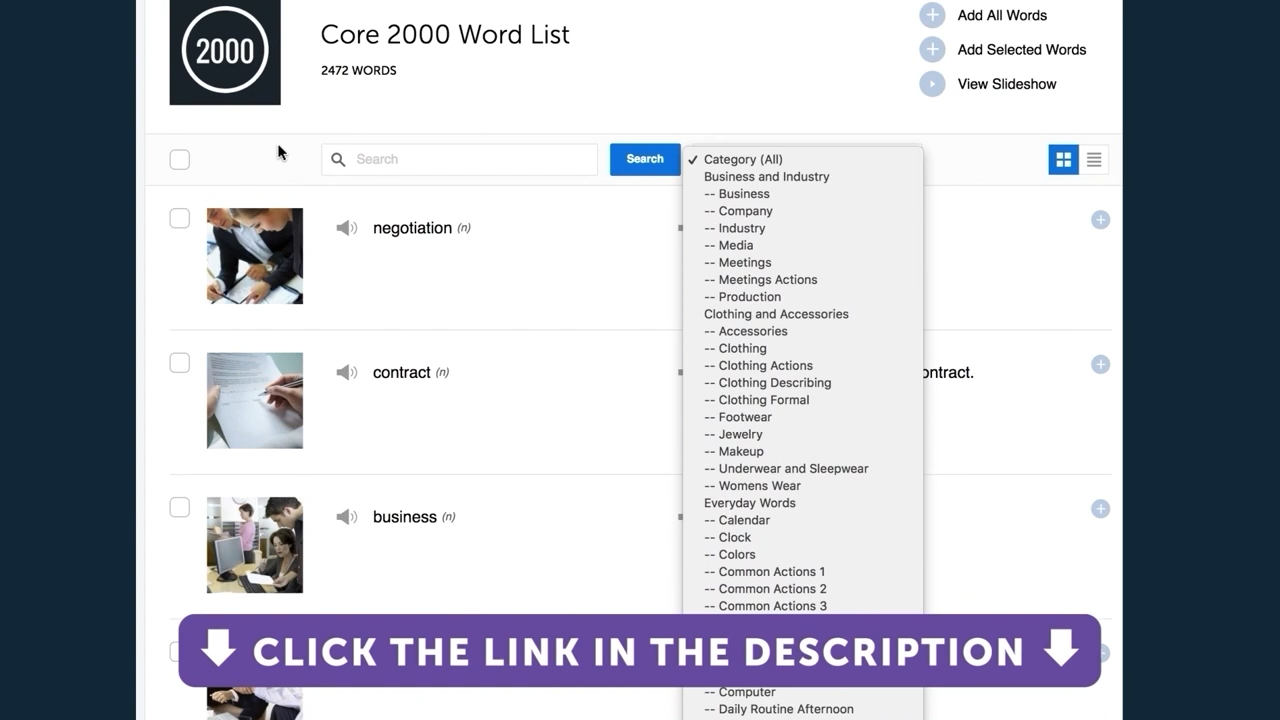 2000
Core 2000 Word List
2472 WORDS
Add All Words
Add Selected Words
View Slideshow
Search
Search
✓ Category (All)
Business and Industry
-- Business
-- Company
-- Industry
-- Media
-- Meetings
-- Meetings Actions
-- Production
Clothing and Accessories
-- Accessories
-- Clothing
-- Clothing Actions
-- Clothing Describing
-- Clothing Formal
-- Footwear
-- Jewelry
-- Makeup
-- Underwear and Sleepwear
-- Womens Wear
Everyday Words
-- Calendar
-- Clock
-- Colors
-- Common Actions 1
-- Common Actions 2
-- Common Actions 3
-- Computer
-- Daily Routine Afternoon
negotiation (n)
contract (n)
ontract.
business (n)
CLICK THE LINK IN THE DESCRIPTION